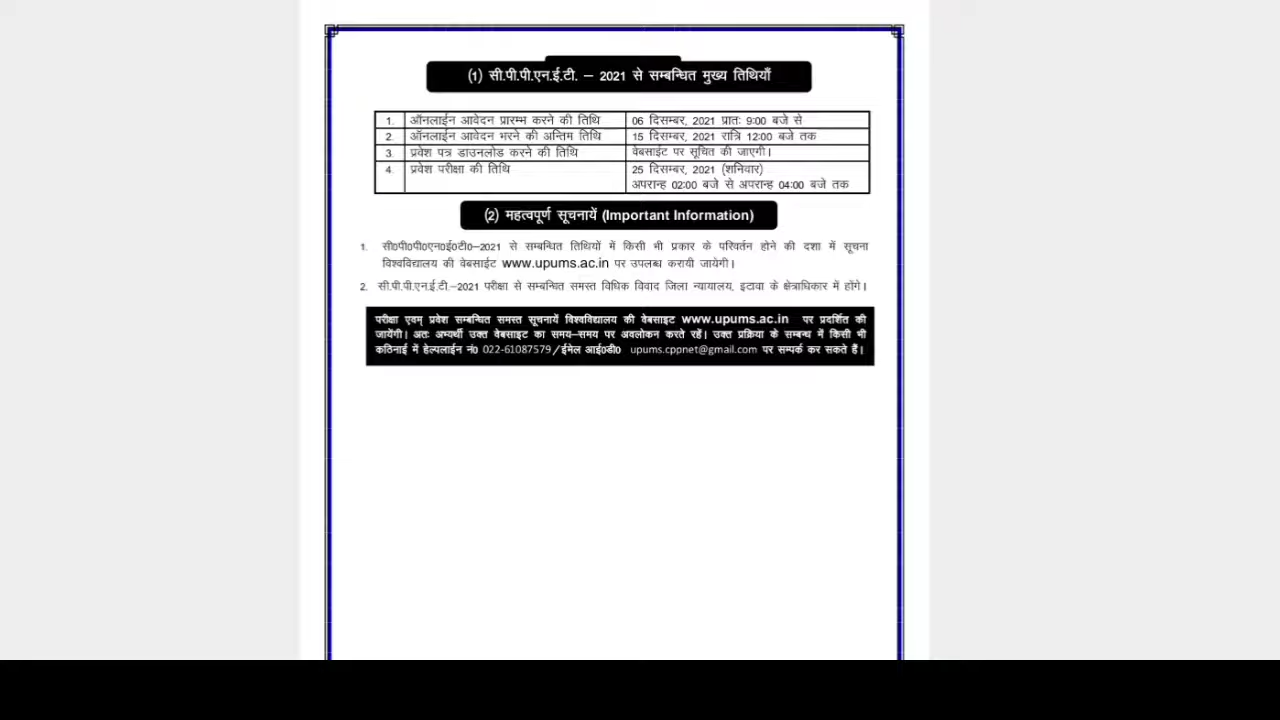 (1) सी.पी.पी.एन.ई.टी. – 2021 से सम्बन्धित मुख्य तिथियाँ
1. ऑनलाईन आवेदन प्रारम्भ करने की तिथि 06 दिसम्बर, 2021 प्रातः 9:00 बजे से
2. ऑनलाईन आवेदन भरने की अन्तिम तिथि 15 दिसम्बर, 2021 रात्रि 12:00 बजे तक
3. प्रवेश पत्र डाउनलोड करने की तिथि वेबसाईट पर सूचित की जाएगी।
4. प्रवेश परीक्षा की तिथि 25 दिसम्बर, 2021 (शनिवार)
अपरान्ह 02:00 बजे से अपरान्ह 04:00 बजे तक
(2) महत्वपूर्ण सूचनायें (Important Information)
1. सी0पी0पी0एन0ई0टी0–2021 से सम्बन्धित तिथियों में किसी भी प्रकार के परिवर्तन होने की दशा में सूचना
विश्वविद्यालय की वेबसाईट www.upums.ac.in पर उपलब्ध करायी जायेगी।
2. सी.पी.पी.एन.ई.टी.–2021 परीक्षा से सम्बन्धित समस्त विधिक विवाद जिला न्यायालय, इटावा के क्षेत्राधिकार में होंगे।
परीक्षा एवम् प्रवेश सम्बन्धित समस्त सूचनायें विश्वविद्यालय की वेबसाइट www.upums.ac.in पर प्रदर्शित की
जायेंगी। अतः अभ्यर्थी उक्त वेबसाइट का समय–समय पर अवलोकन करते रहें। उक्त प्रक्रिया के सम्बन्ध में किसी भी
कठिनाई में हेल्पलाईन नं0 022-61087579/ईमेल आई0डी0 upums.cppnet@gmail.com पर सम्पर्क कर सकते हैं।